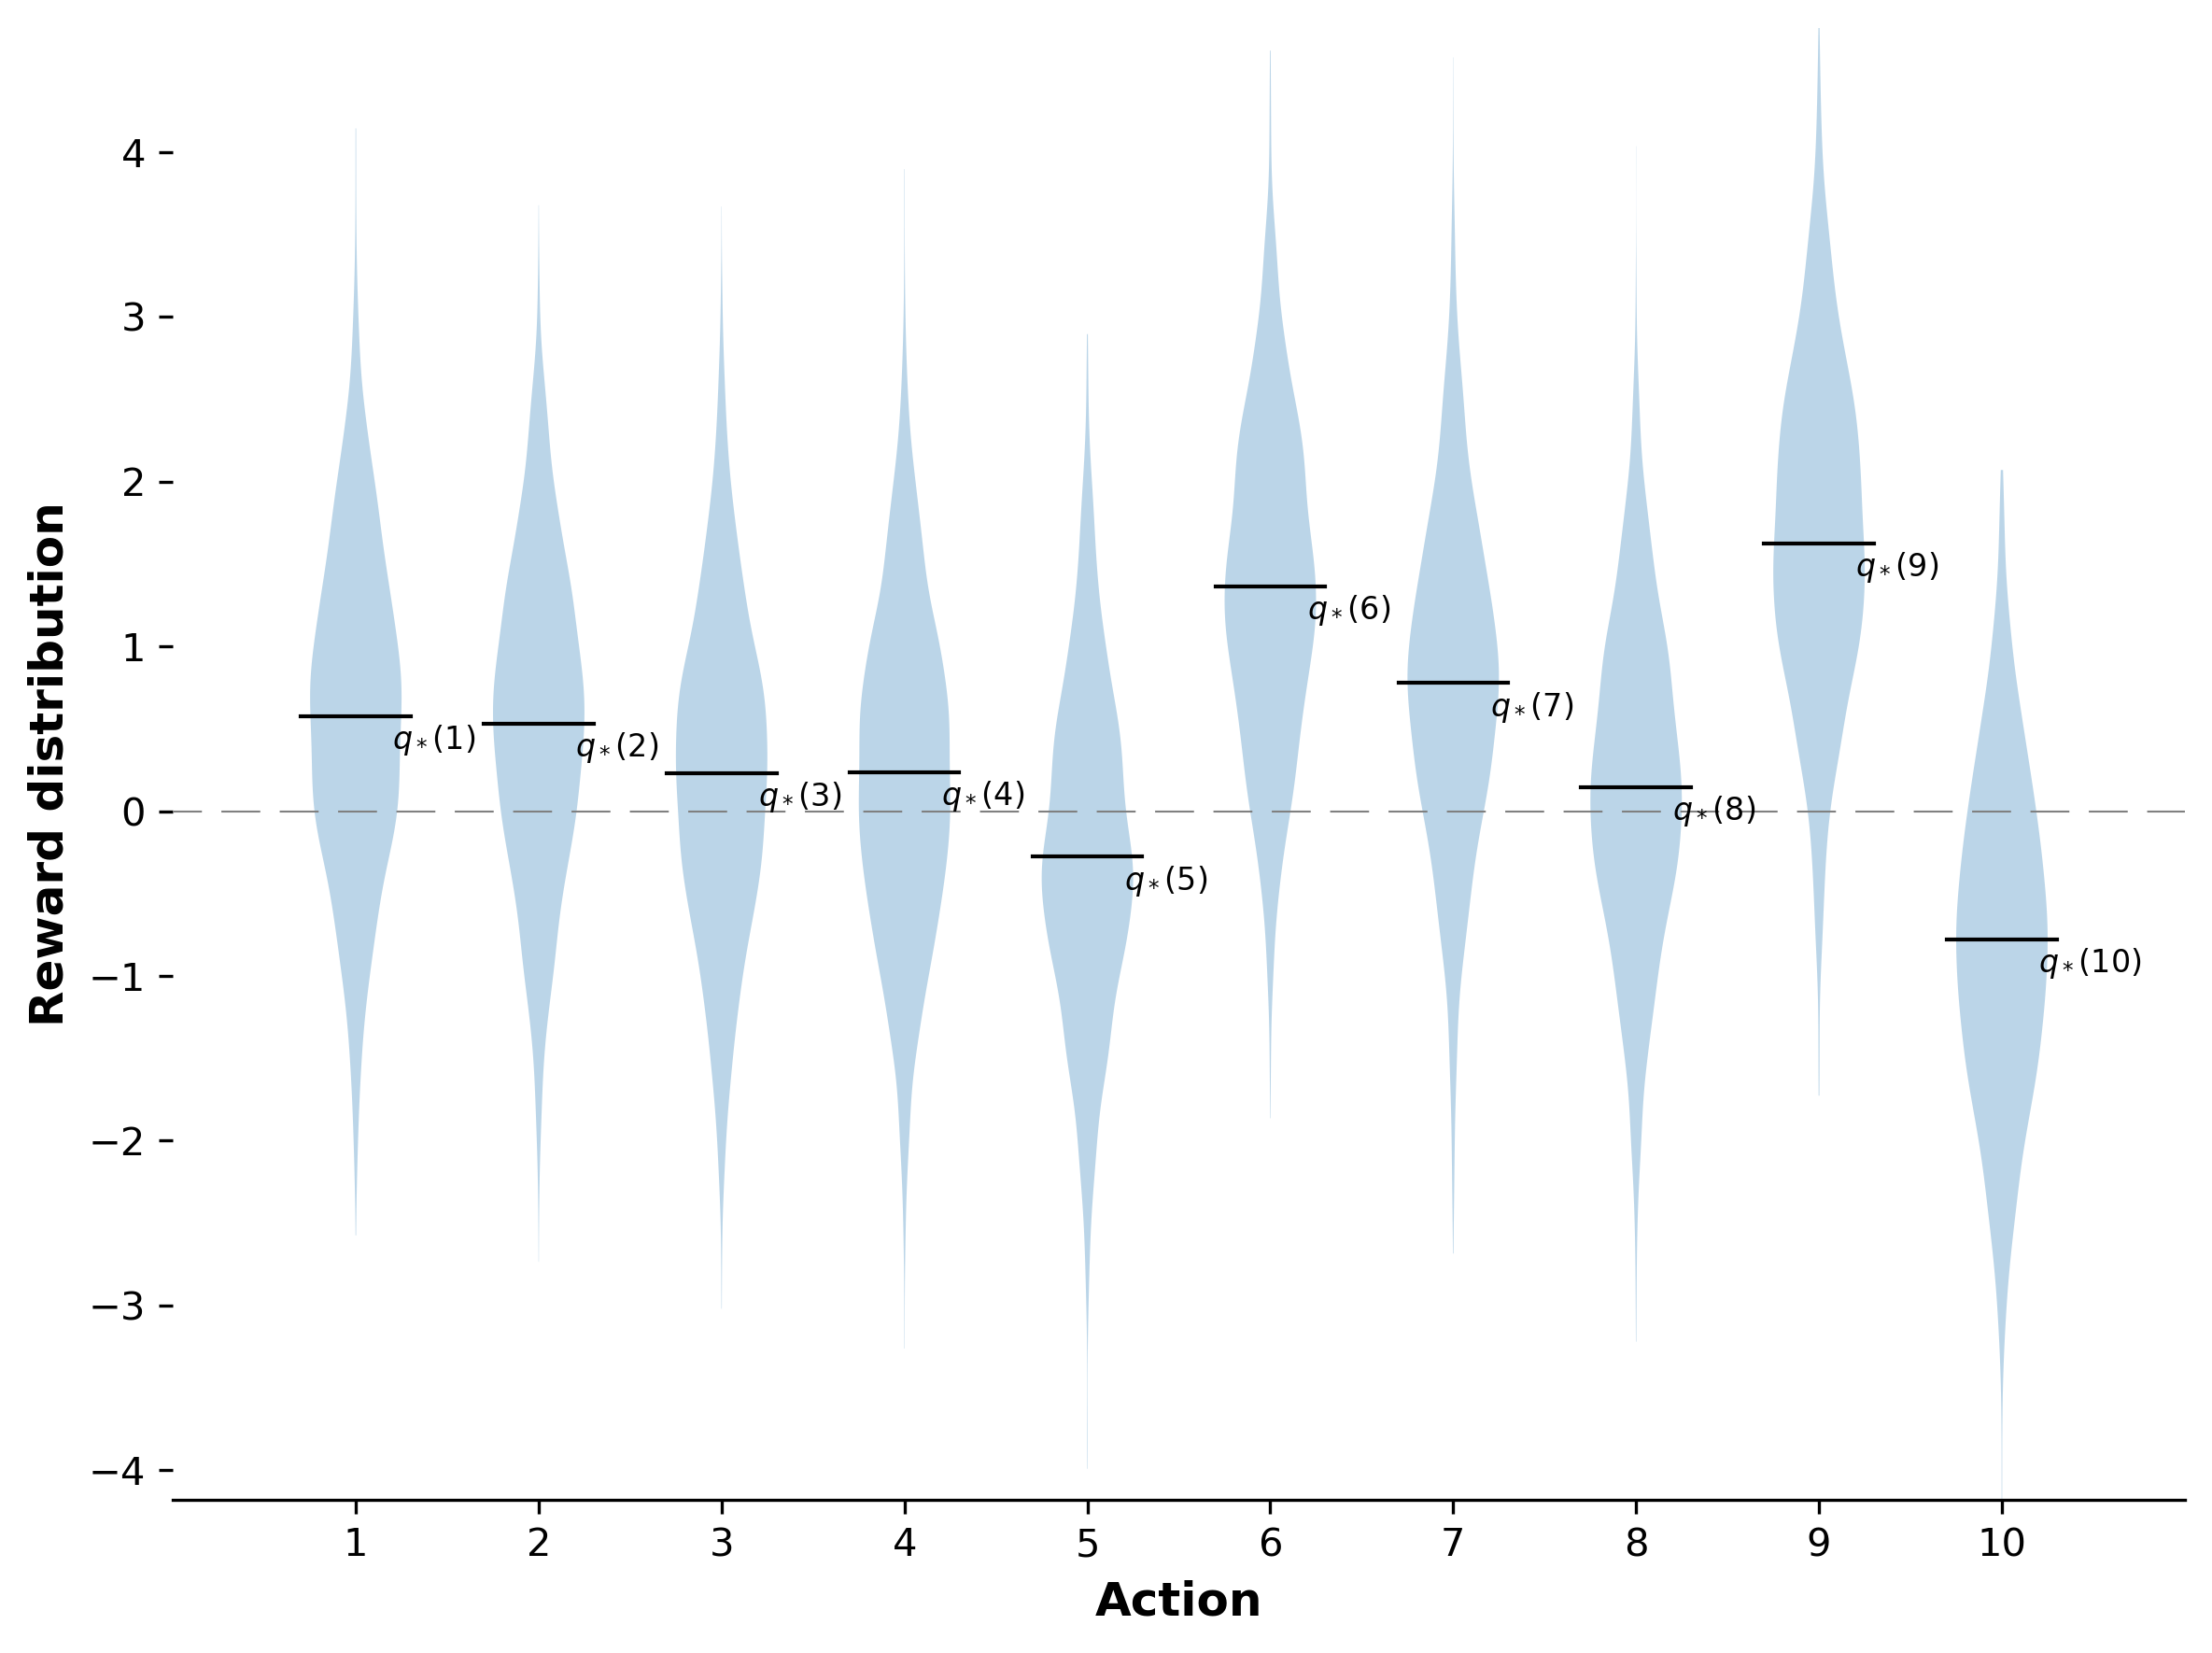 Reward distribution
4
3
2
1
0
−1
−2
−3
−4
q*(1)
q*(2)
q*(3)
q*(4)
q*(5)
q*(6)
q*(7)
q*(8)
q*(9)
q*(10)
1 2 3 4 5 6 7 8 9 10
Action